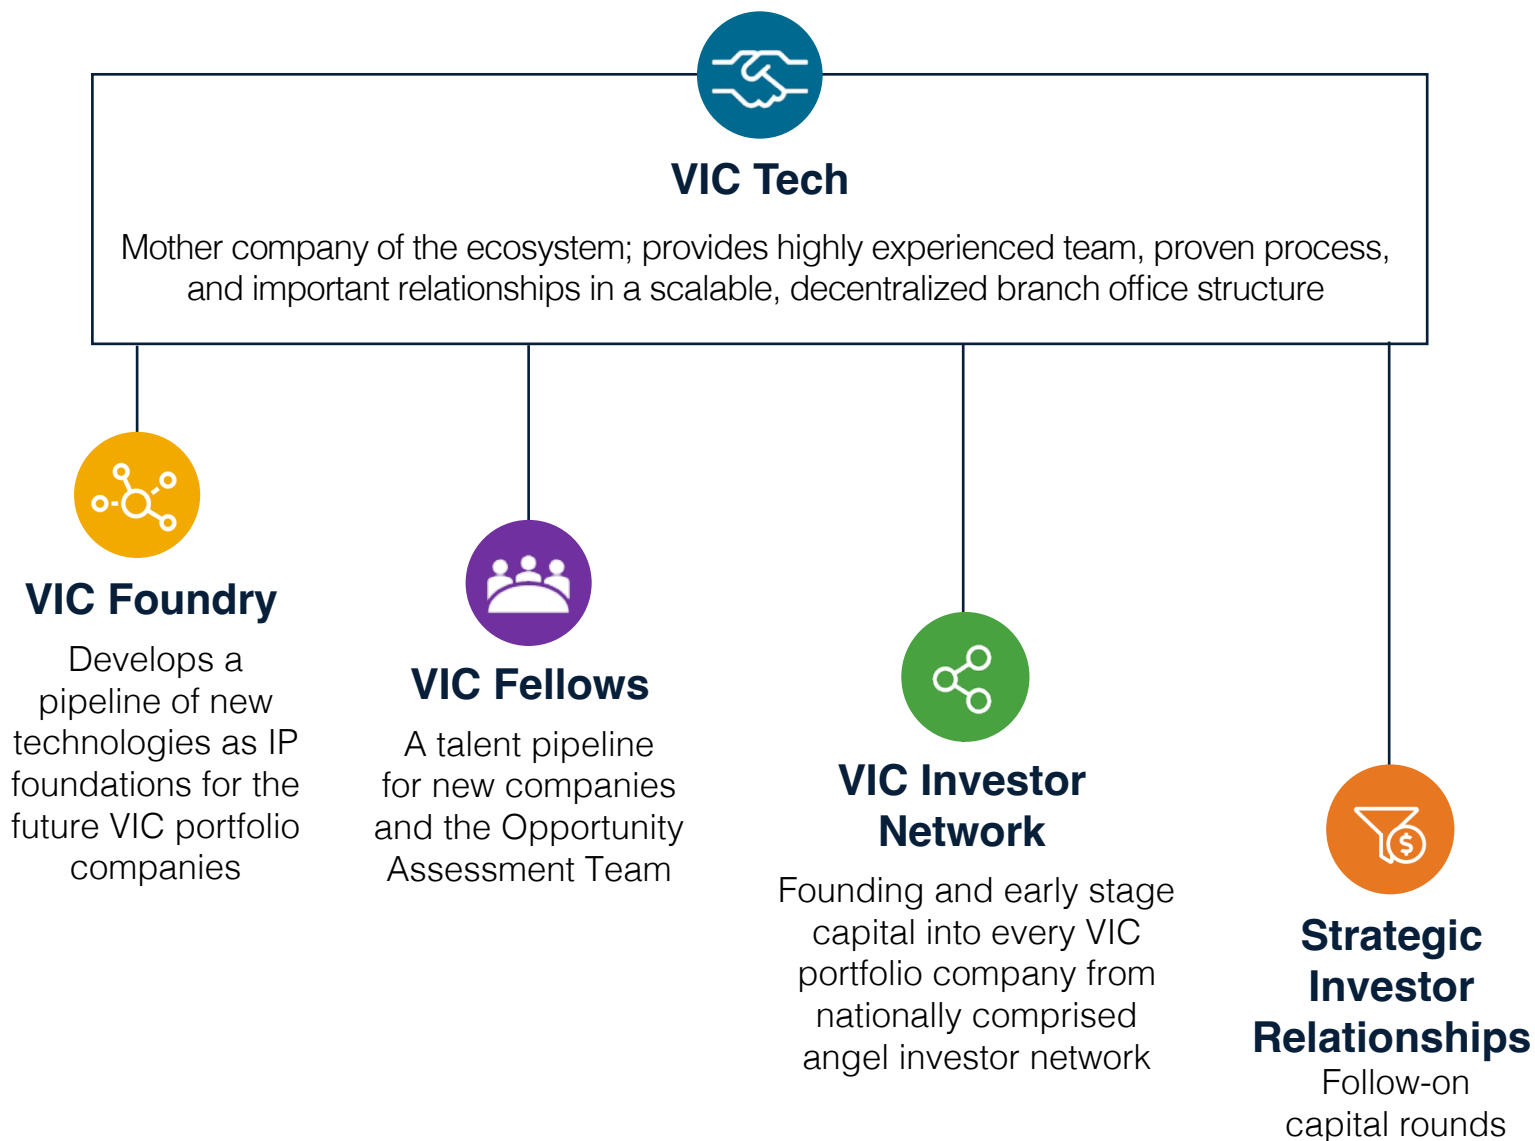 VIC Tech
Mother company of the ecosystem; provides highly experienced team, proven process,
and important relationships in a scalable, decentralized branch office structure
VIC Foundry
Develops a
pipeline of new
technologies as IP
foundations for the
future VIC portfolio
companies
VIC Fellows
A talent pipeline
for new companies
and the Opportunity
Assessment Team
VIC Investor
Network
Founding and early stage
capital into every VIC
portfolio company from
nationally comprised
angel investor network
$
Strategic
Investor
Relationships
Follow-on
capital rounds